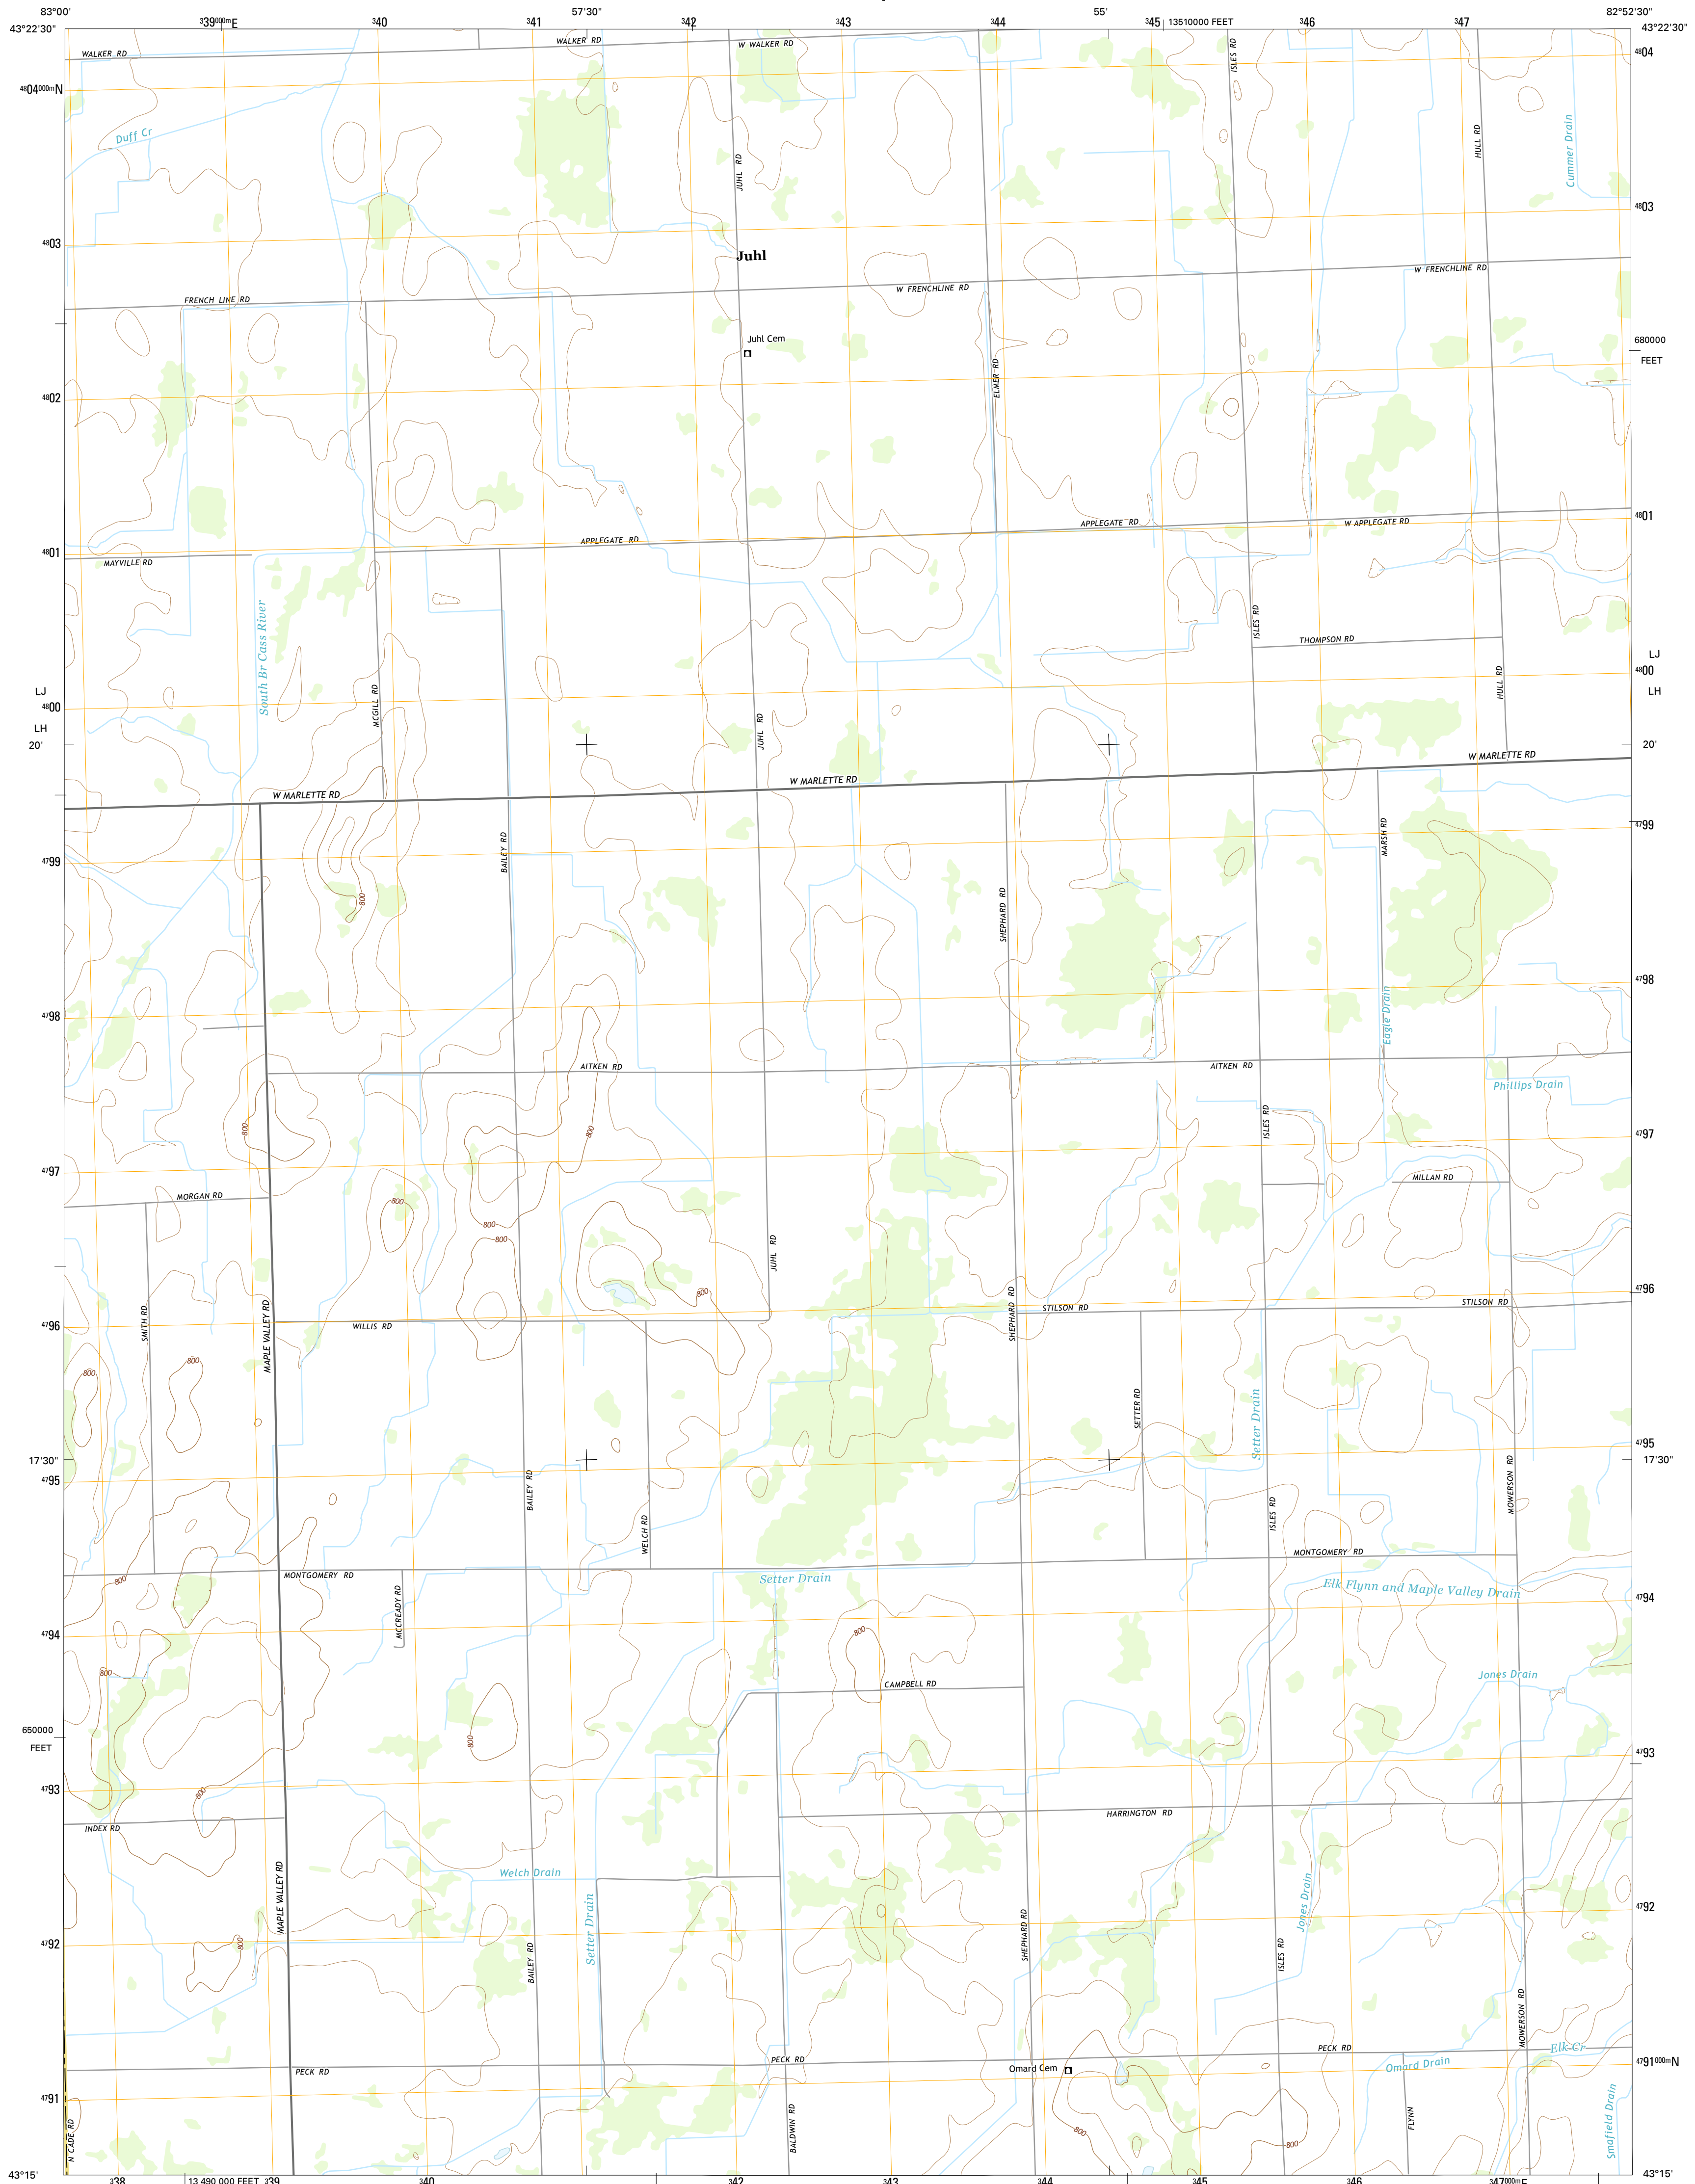 83°00'
³39⁰⁰⁰ᵐE
³40
³41
57'30"
³42
³43
³44
55'
³45
13510000 FEET
³46
³47
82°52'30"
43°22'30"
43°22'30"
WALKER RD
WALKER RD
W WALKER RD
ISLES RD
⁴⁸04
⁴⁸04⁰⁰⁰ᵐN
Duff Cr
JUHL RD
HULL RD
Cummer Drain
⁴⁸03
⁴⁸03
Juhl
FRENCH LINE RD
W FRENCHLINE RD
W FRENCHLINE RD
Juhl Cem
680000
FEET
ELMER RD
⁴⁸02
APPLEGATE RD
APPLEGATE RD
W APPLEGATE RD
⁴⁸01
⁴⁸01
MAYVILLE RD
South Br Cass River
ISLES RD
THOMPSON RD
LJ
⁴⁸00
LH
HULL RD
MCGILL RD
LJ
⁴⁸00
LH
20'
JUHL RD
20'
W MARLETTE RD
W MARLETTE RD
W MARLETTE RD
BAILEY RD
MARSH RD
⁴⁷99
⁴⁷99
800
SHEPHARD RD
⁴⁷98
⁴⁷98
Eagle Drain
AITKEN RD
AITKEN RD
Phillips Drain
800
800
ISLES RD
⁴⁷97
⁴⁷97
MORGAN RD
MILLAN RD
800
800
800
JUHL RD
800
⁴⁷96
SMITH RD
MAPLE VALLEY RD
WILLIS RD
SHEPHARD RD
STILSON RD
STILSON RD
⁴⁷96
800
800
SETTER RD
Setter Drain
⁴⁷95
17'30"
17'30"
⁴⁷95
BAILEY RD
WELCH RD
ISLES RD
MOWERSON RD
MONTGOMERY RD
MONTGOMERY RD
800
Setter Drain
Elk Flynn and Maple Valley Drain
MCCREADY RD
⁴⁷94
⁴⁷94
800
800
Jones Drain
CAMPBELL RD
650000
FEET
800
⁴⁷93
⁴⁷93
800
INDEX RD
HARRINGTON RD
MAPLE VALLEY RD
Welch Drain
Setter Drain
Jones Drain
⁴⁷92
⁴⁷92
800
BAILEY RD
SHEPHARD RD
ISLES RD
MOWERSON RD
PECK RD
PECK RD
PECK RD
Elk Cr
Omard Cem
Omard Drain
⁴⁷91⁰⁰⁰ᵐN
⁴⁷91
N CADE RD
BALDWIN RD
800
800
FLYNN
Smafield Drain
43°15'
³38
13 490 000 FEET
³39
³40
³42
³43
³44
³45
³46
³47⁰⁰⁰ᵐE
43°15'